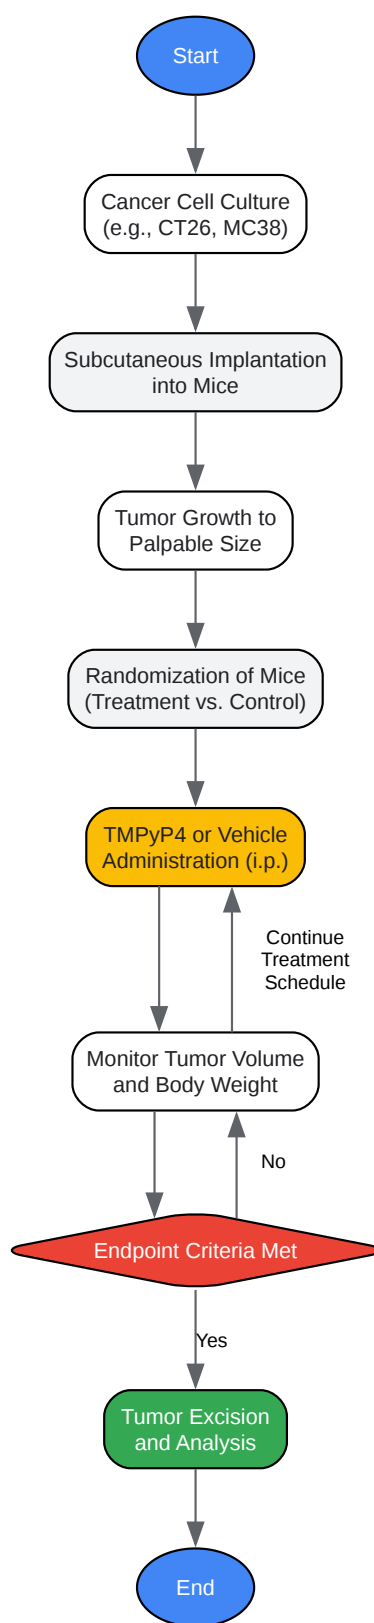 Start
Cancer Cell Culture
(e.g., CT26, MC38)
Subcutaneous Implantation
into Mice
Tumor Growth to
Palpable Size
Randomization of Mice
(Treatment vs. Control)
TMPyP4 or Vehicle
Administration (i.p.)
Continue
Treatment
Schedule
Monitor Tumor Volume
and Body Weight
No
Endpoint Criteria Met
Yes
Tumor Excision
and Analysis
End